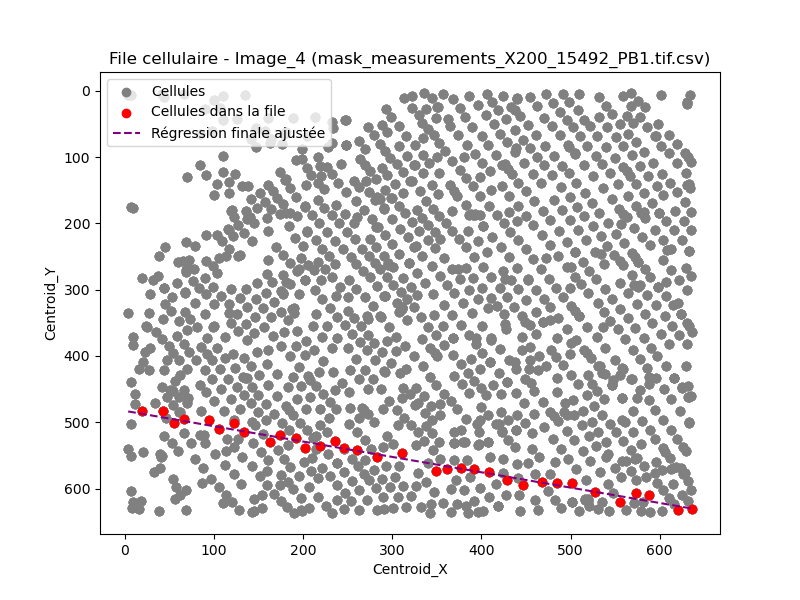 File cellulaire - Image_4 (mask_measurements_X200_15492_PB1.tif.csv)
Cellules
Cellules dans la file
Régression finale ajustée
Centroid_Y
0
100
200
300
400
500
600
0 100 200 300 400 500 600
Centroid_X